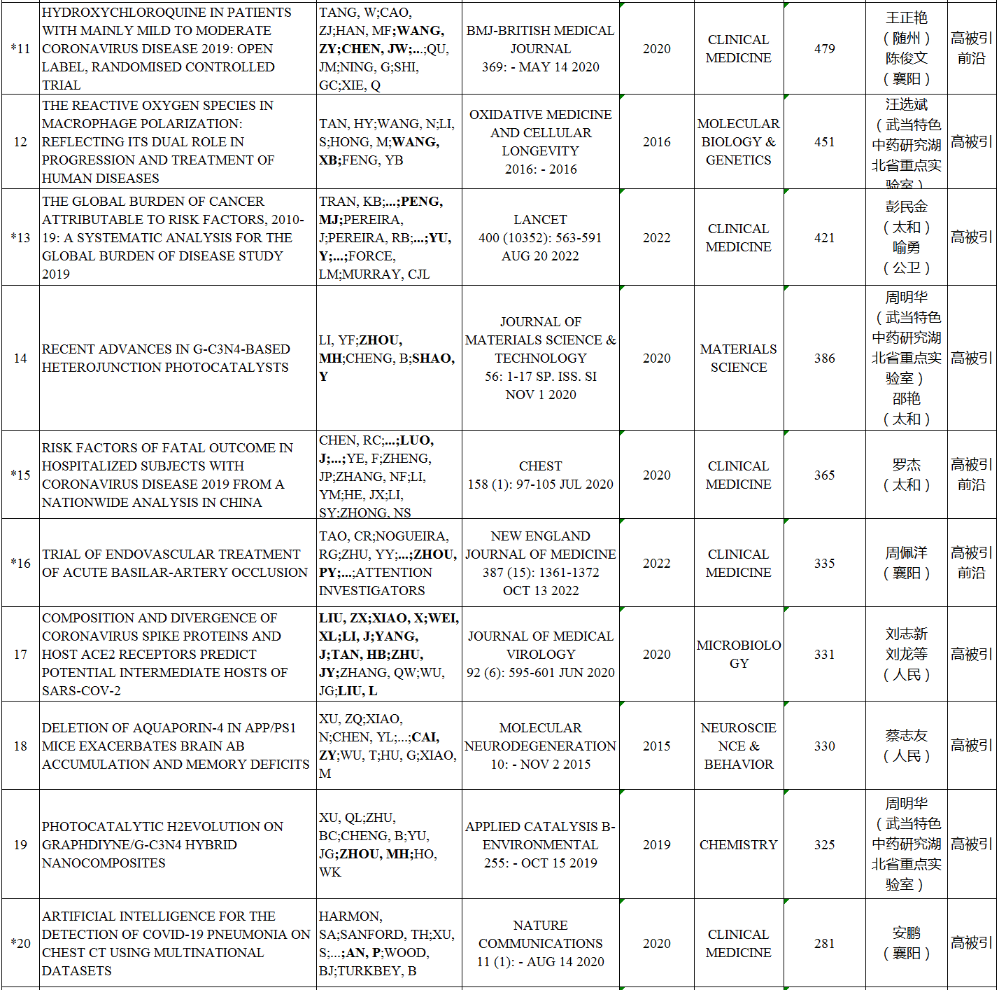 *11
HYDROXYCHLOROQUINE IN PATIENTS
WITH MAINLY MILD TO MODERATE
CORONAVIRUS DISEASE 2019: OPEN
LABEL, RANDOMISED CONTROLLED
TRIAL
TANG, W;CAO,
ZJ;HAN, MF;WANG,
ZY;CHEN, JW;...;QU,
JM;NING, G;SHI,
GC;XIE, Q
BMJ-BRITISH MEDICAL
JOURNAL
369: - MAY 14 2020
2020
CLINICAL
MEDICINE
479
王正艳
（随州）
陈俊文
（襄阳）
高被引
前沿
12
THE REACTIVE OXYGEN SPECIES IN
MACROPHAGE POLARIZATION:
REFLECTING ITS DUAL ROLE IN
PROGRESSION AND TREATMENT OF
HUMAN DISEASES
TAN, HY;WANG, N;LI,
S;HONG, M;WANG,
XB;FENG, YB
OXIDATIVE MEDICINE
AND CELLULAR
LONGEVITY
2016: - 2016
2016
MOLECULAR
BIOLOGY &
GENETICS
451
汪选斌
（武当特色
中药研究湖
北省重点实
验室）
高被引
*13
THE GLOBAL BURDEN OF CANCER
ATTRIBUTABLE TO RISK FACTORS, 2010-
19: A SYSTEMATIC ANALYSIS FOR THE
GLOBAL BURDEN OF DISEASE STUDY
2019
TRAN, KB;...;PENG,
MJ;PEREIRA,
J;PEREIRA, RB;...;YU,
Y;...;FORCE,
LM;MURRAY, CJL
LANCET
400 (10352): 563-591
AUG 20 2022
2022
CLINICAL
MEDICINE
421
彭民金
（太和）
喻勇
（公卫）
高被引
14
RECENT ADVANCES IN G-C3N4-BASED
HETEROJUNCTION PHOTOCATALYSTS
LI, YF;ZHOU,
MH;CHENG, B;SHAO,
Y
JOURNAL OF
MATERIALS SCIENCE &
TECHNOLOGY
56: 1-17 SP. ISS. SI
NOV 1 2020
2020
MATERIALS
SCIENCE
386
周明华
（武当特色
中药研究湖
北省重点实
验室）
邵艳
（太和）
高被引
*15
RISK FACTORS OF FATAL OUTCOME IN
HOSPITALIZED SUBJECTS WITH
CORONAVIRUS DISEASE 2019 FROM A
NATIONWIDE ANALYSIS IN CHINA
CHEN, RC;...;LUO,
J;...;YE, F;ZHENG,
JP;ZHANG, NF;LI,
YM;HE, JX;LI,
SY;ZHONG, NS
CHEST
158 (1): 97-105 JUL 2020
2020
CLINICAL
MEDICINE
365
罗杰
（太和）
高被引
前沿
*16
TRIAL OF ENDOVASCULAR TREATMENT
OF ACUTE BASILAR-ARTERY OCCLUSION
TAO, CR;NOGUEIRA,
RG;ZHU, YY;...;ZHOU,
PY;...;ATTENTION
INVESTIGATORS
NEW ENGLAND
JOURNAL OF MEDICINE
387 (15): 1361-1372
OCT 13 2022
2022
CLINICAL
MEDICINE
335
周佩洋
（襄阳）
高被引
前沿
17
COMPOSITION AND DIVERGENCE OF
CORONAVIRUS SPIKE PROTEINS AND
HOST ACE2 RECEPTORS PREDICT
POTENTIAL INTERMEDIATE HOSTS OF
SARS-COV-2
LIU, ZX;XIAO, X;WEI,
XL;LI, J;YANG,
J;TAN, HB;ZHU,
JY;ZHANG, QW;WU,
JG;LIU, L
JOURNAL OF MEDICAL
VIROLOGY
92 (6): 595-601 JUN 2020
2020
MICROBIOLO
GY
331
刘志新
刘龙等
（人民）
高被引
18
DELETION OF AQUAPORIN-4 IN APP/PS1
MICE EXACERBATES BRAIN AB
ACCUMULATION AND MEMORY DEFICITS
XU, ZQ;XIAO,
N;CHEN, YL;...;CAI,
ZY;WU, T;HU, G;XIAO,
M
MOLECULAR
NEURODEGENERATION
10: - NOV 2 2015
2015
NEUROSCIE
NCE &
BEHAVIOR
330
蔡志友
（人民）
高被引
19
PHOTOCATALYTIC H2EVOLUTION ON
GRAPHDIYNE/G-C3N4 HYBRID
NANOCOMPOSITES
XU, QL;ZHU,
BC;CHENG, B;YU,
JG;ZHOU, MH;HO,
WK
APPLIED CATALYSIS B-
ENVIRONMENTAL
255: - OCT 15 2019
2019
CHEMISTRY
325
周明华
（武当特色
中药研究湖
北省重点实
验室）
高被引
*20
ARTIFICIAL INTELLIGENCE FOR THE
DETECTION OF COVID-19 PNEUMONIA ON
CHEST CT USING MULTINATIONAL
DATASETS
HARMON,
SA;SANFORD, TH;XU,
S;...;AN, P;WOOD,
BJ;TURKBEY, B
NATURE
COMMUNICATIONS
11 (1): - AUG 14 2020
2020
CLINICAL
MEDICINE
281
安鹏
（襄阳）
高被引